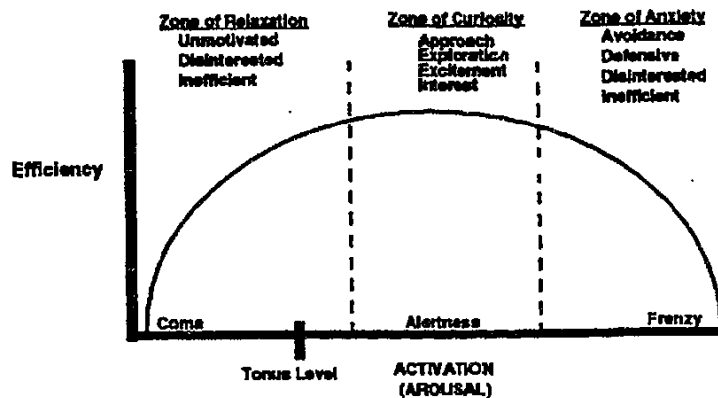 Zone of Relaxation
Unmotivated
Disinterested
Inefficient
Zone of Curiosity
Approach
Exploration
Excitement
Interest
Zone of Anxiety
Avoidance
Defensive
Disinterested
Inefficient
Efficiency
Coma
Alertness
Frenzy
Tonus Level
ACTIVATION
(AROUSAL)